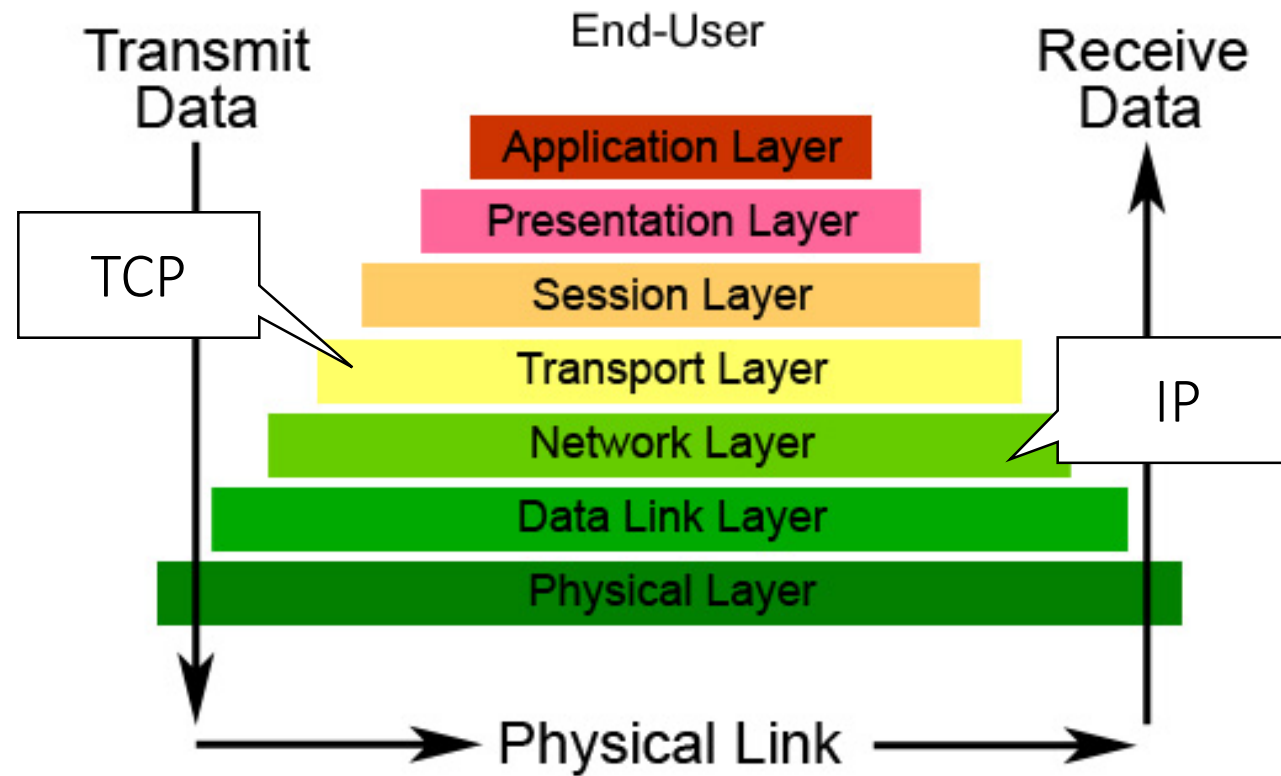 Transmit
Data
End-User
Receive
Data
Application Layer
Presentation Layer
TCP
Session Layer
Transport Layer
IP
Network Layer
Data Link Layer
Physical Layer
Physical Link